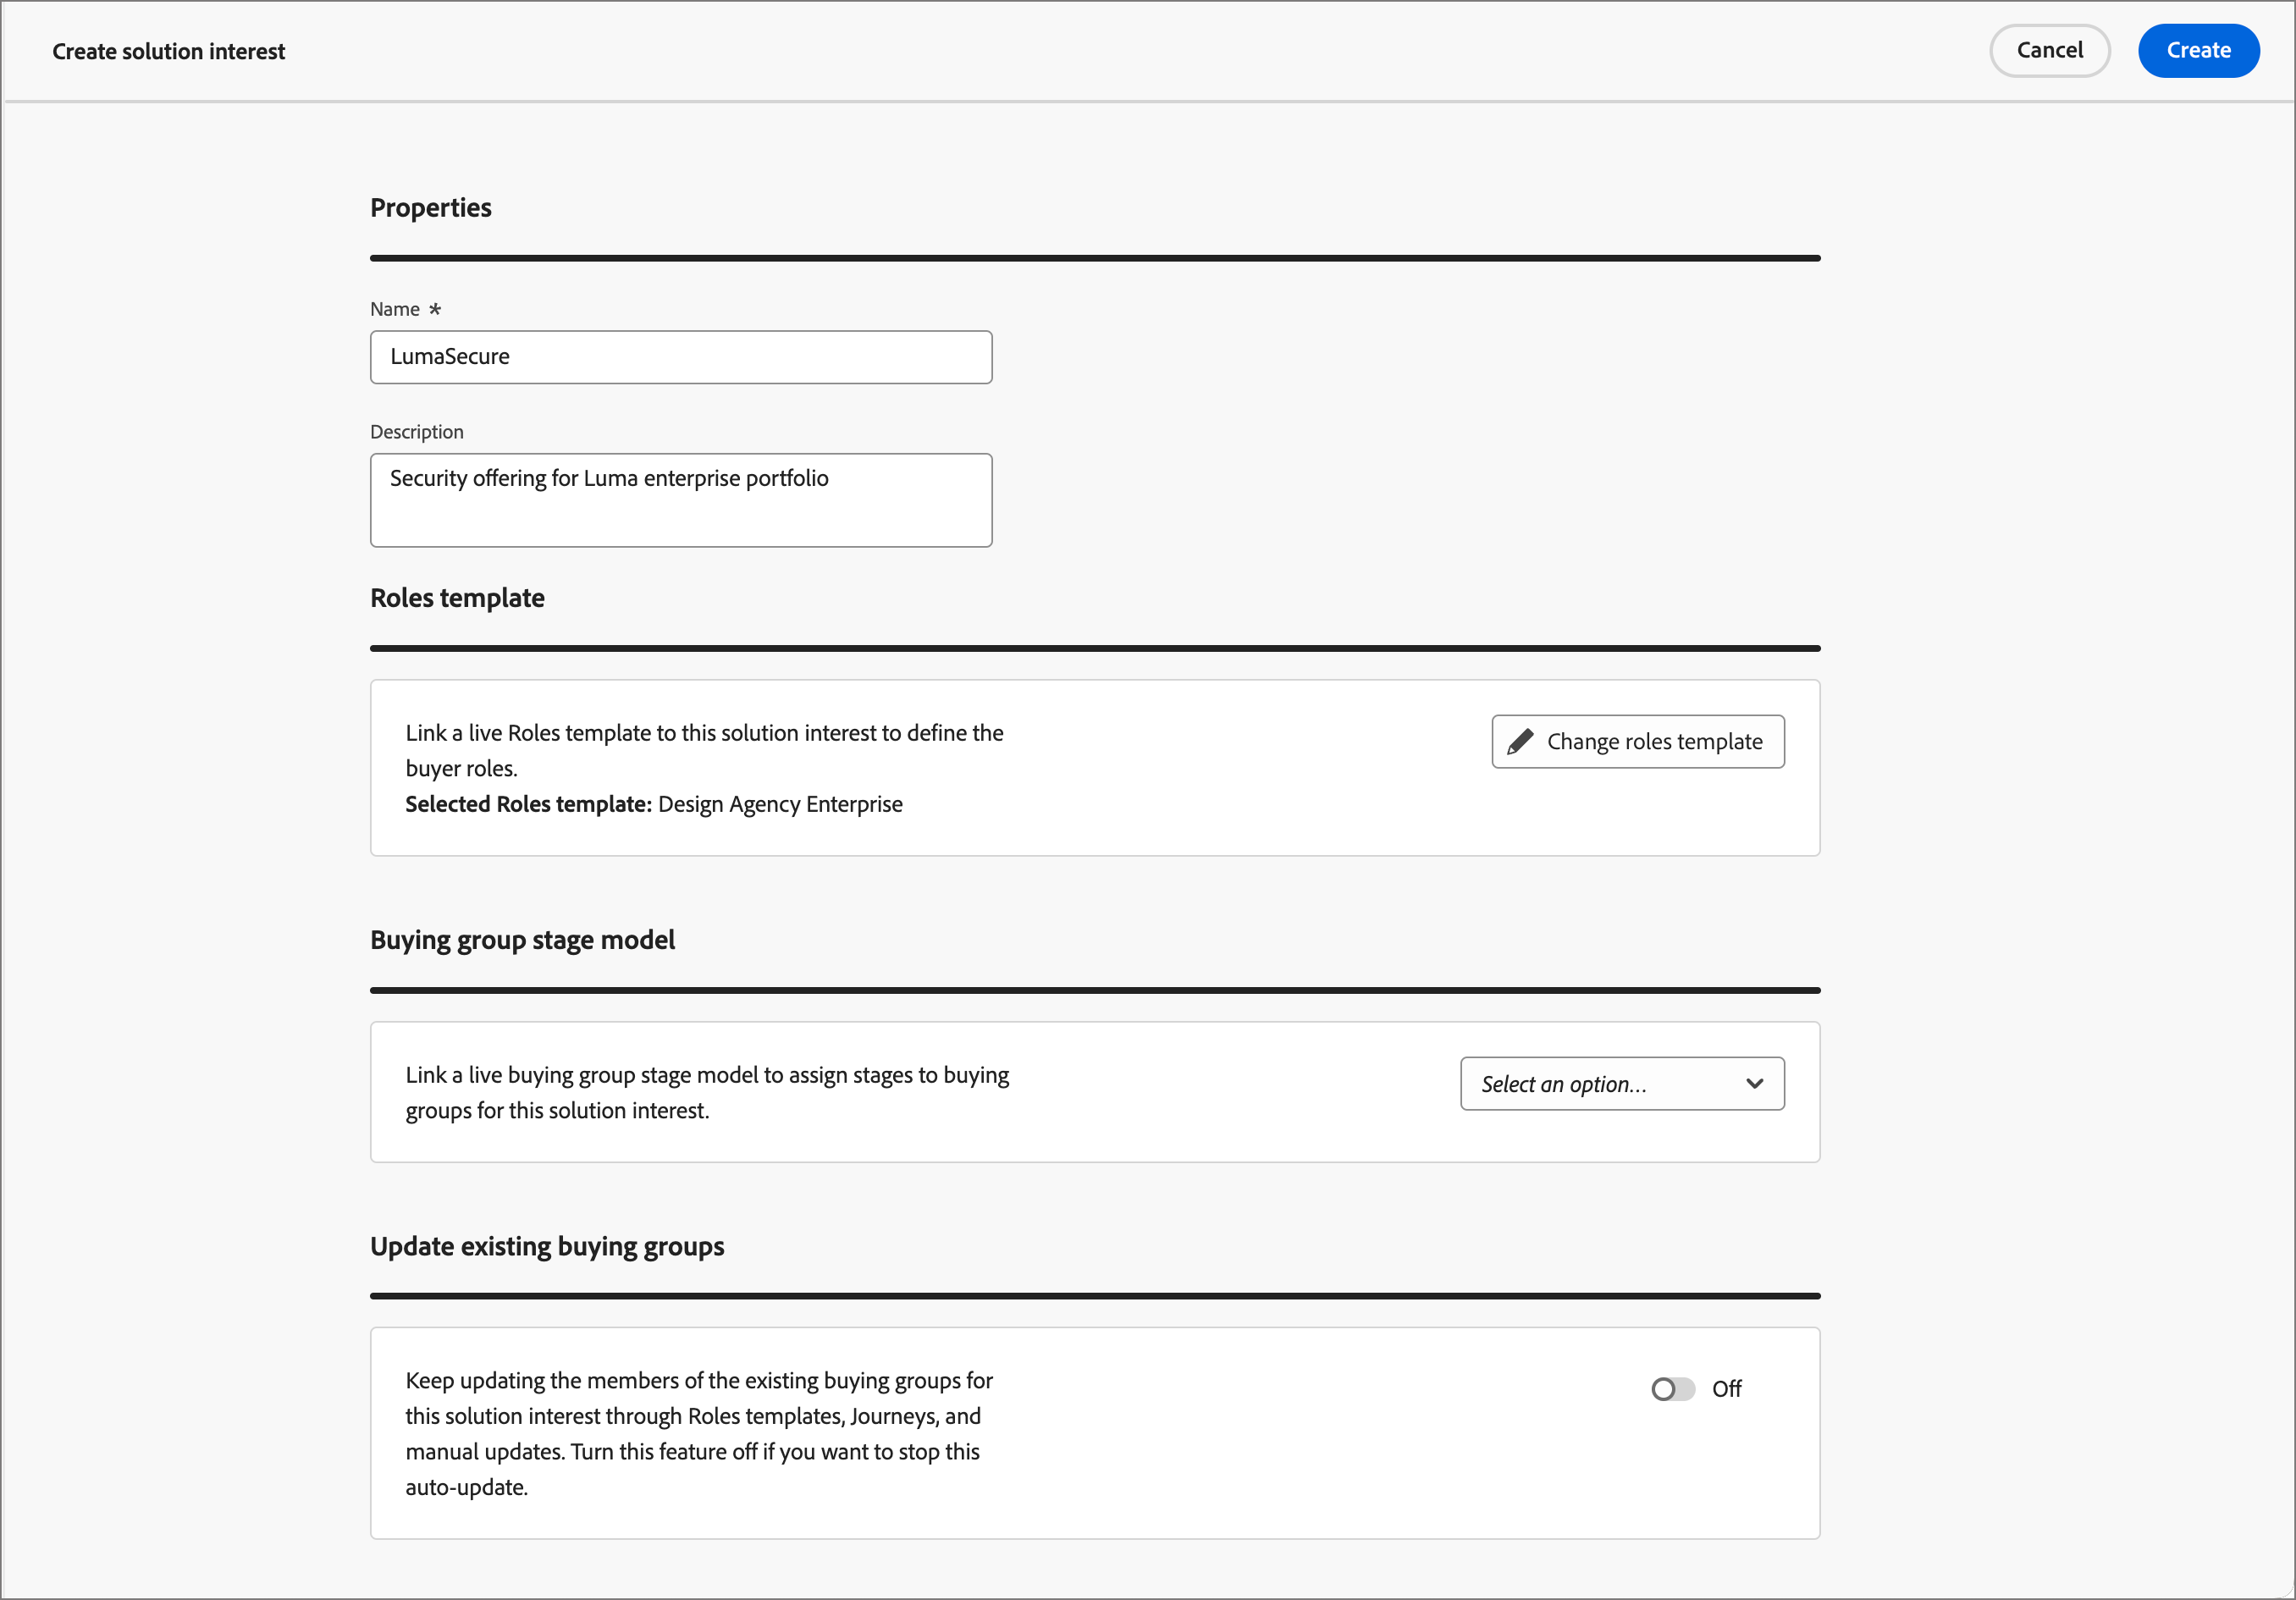 Create solution interest
Cancel
Create
Properties
Name *
LumaSecure
Description
Security offering for Luma enterprise portfolio
Roles template
Link a live Roles template to this solution interest to define the
buyer roles.
Selected Roles template: Design Agency Enterprise
Change roles template
Buying group stage model
Link a live buying group stage model to assign stages to buying
groups for this solution interest.
Select an option...
Update existing buying groups
Keep updating the members of the existing buying groups for
this solution interest through Roles templates, Journeys, and
manual updates. Turn this feature off if you want to stop this
auto-update.
Off